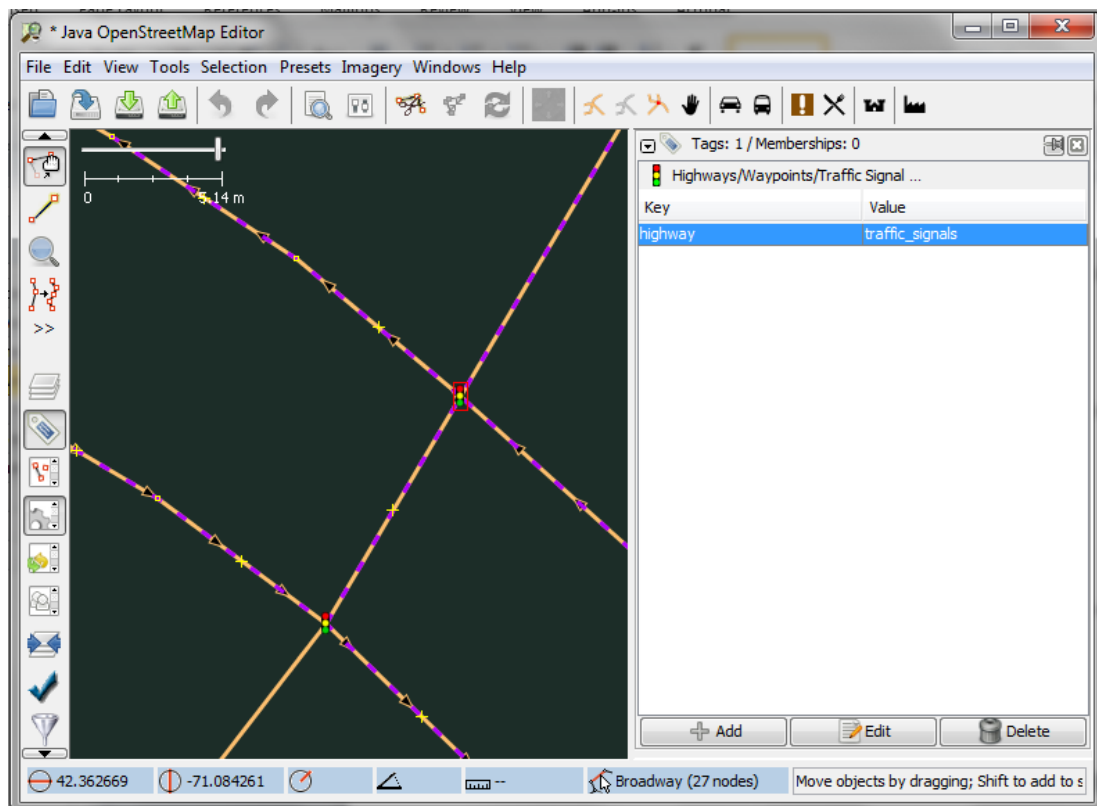 * Java OpenStreetMap Editor
File Edit View Tools Selection Presets Imagery Windows Help
Tags: 1 / Memberships: 0
Highways/Waypoints/Traffic Signal ...
Key Value
highway traffic_signals
0 5.14 m
>>
Add Edit Delete
42.362669 -71.084261 -- Broadway (27 nodes) Move objects by dragging; Shift to add to s